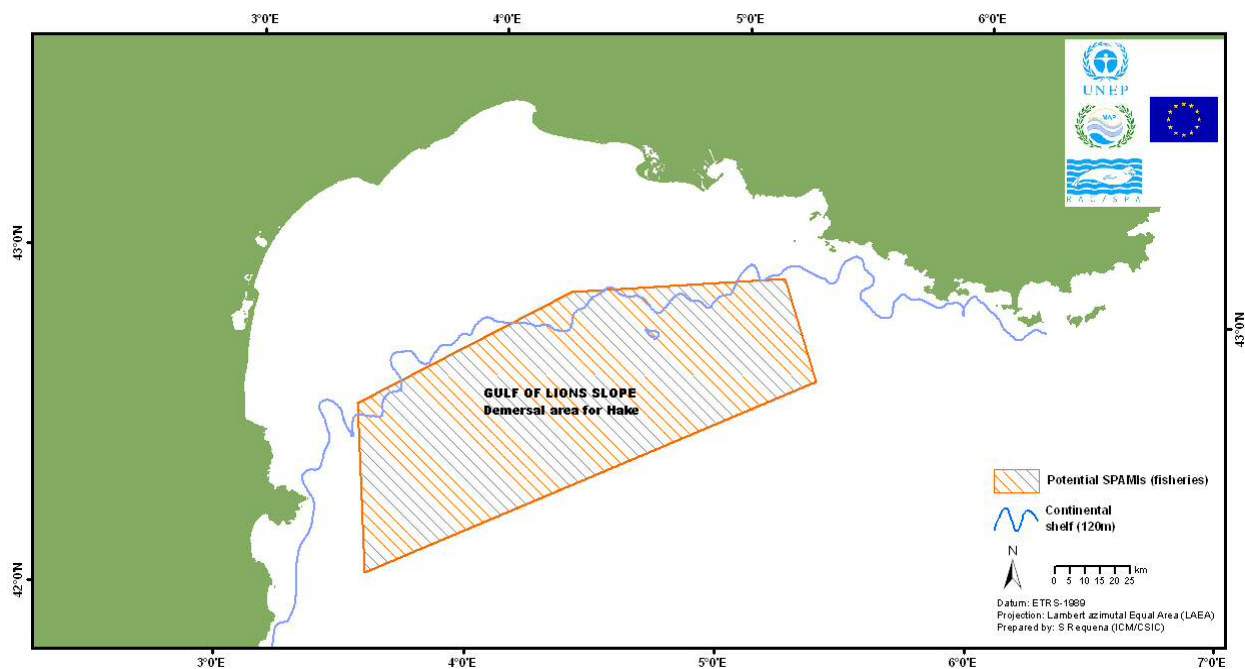 3°0'E 4°0'E 5°0'E 6°0'E
UNEP
MAP
RAC/SPA
43°0'N
43°0'N
GULF OF LIONS SLOPE
Demersal area for Hake
Potential SPAMIs (fisheries)
Continental
shelf (120m)
N
km
0 5 10 15 20 25
42°0'N
Datum: ETRS-1989
Projection: Lambert azimutal Equal Area (LAEA)
Prepared by: S Requena (ICM/CSIC)
3°0'E 4°0'E 5°0'E 6°0'E 7°0'E